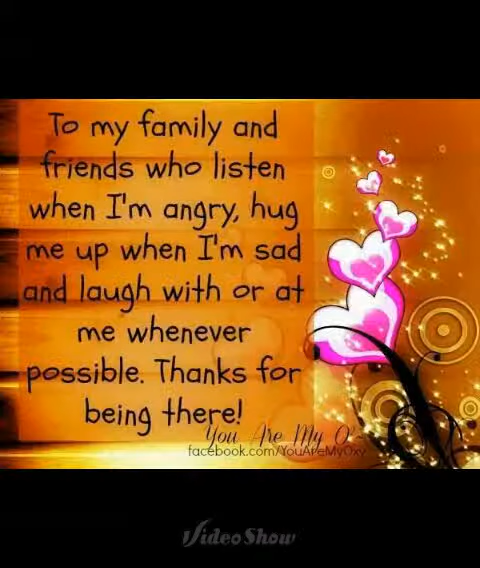 To my family and
friends who listen
when I'm angry, hug
me up when I'm sad
and laugh with or at
me whenever
possible. Thanks for
being there!
You Are My O²
facebook.com/YouAreMyOxy
VideoShow